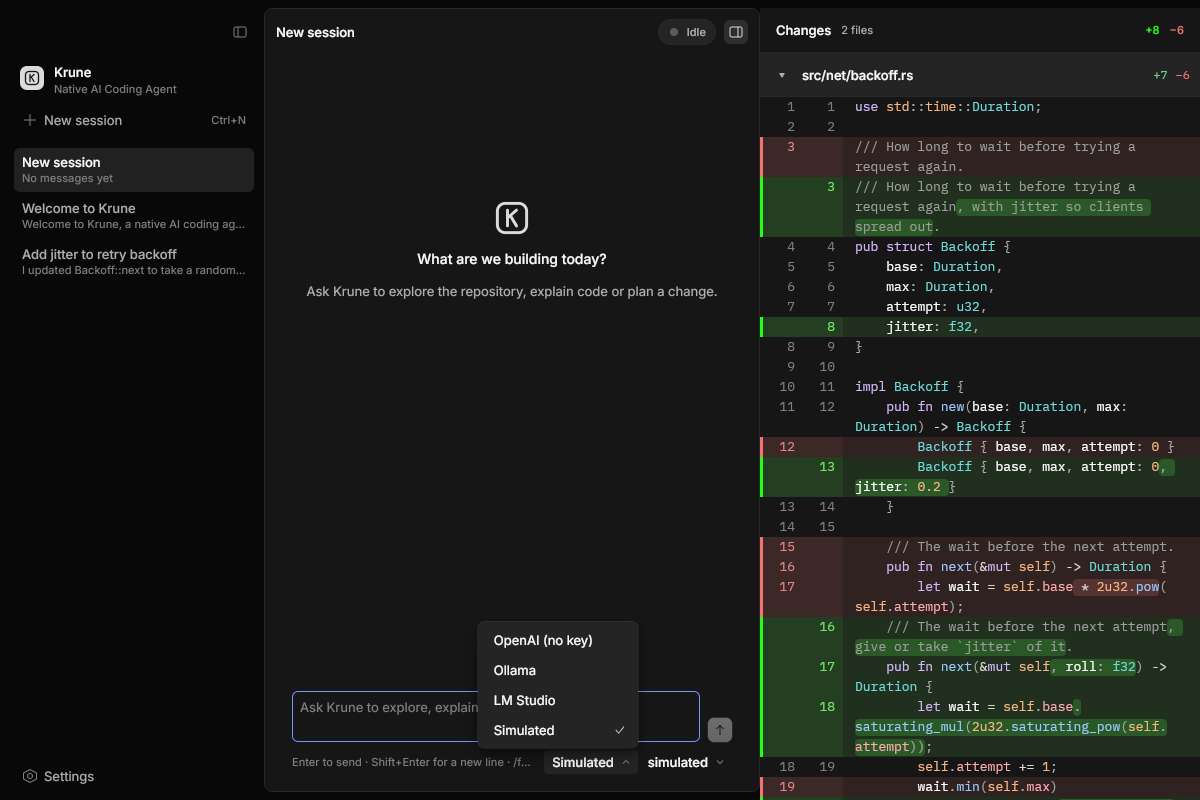 Krune
Native AI Coding Agent
New session Ctrl+N
New session
No messages yet
Welcome to Krune
Welcome to Krune, a native AI coding ag...
Add jitter to retry backoff
I updated Backoff::next to take a random...
Settings
New session
Idle
K
What are we building today?
Ask Krune to explore the repository, explain code or plan a change.
OpenAI (no key)
Ollama
LM Studio
Simulated ✓
Ask Krune to explore, explain
Enter to send · Shift+Enter for a new line · /f...
Simulated
simulated
Changes 2 files +8 −6
src/net/backoff.rs +7 −6
1 1 use std::time::Duration;
2 2
3 /// How long to wait before trying a
request again.
3 /// How long to wait before trying a
request again, with jitter so clients
spread out.
4 4 pub struct Backoff {
5 5 base: Duration,
6 6 max: Duration,
7 7 attempt: u32,
8 jitter: f32,
8 9 }
9 10
10 11 impl Backoff {
11 12 pub fn new(base: Duration, max:
Duration) -> Backoff {
12 Backoff { base, max, attempt: 0 }
13 Backoff { base, max, attempt: 0,
jitter: 0.2 }
13 14 }
14 15
15 /// The wait before the next attempt.
16 pub fn next(&mut self) -> Duration {
17 let wait = self.base * 2u32.pow(
self.attempt);
16 /// The wait before the next attempt,
give or take `jitter` of it.
17 pub fn next(&mut self, roll: f32) ->
Duration {
18 let wait = self.base.
saturating_mul(2u32.saturating_pow(self.
attempt));
18 19 self.attempt += 1;
19 wait.min(self.max)